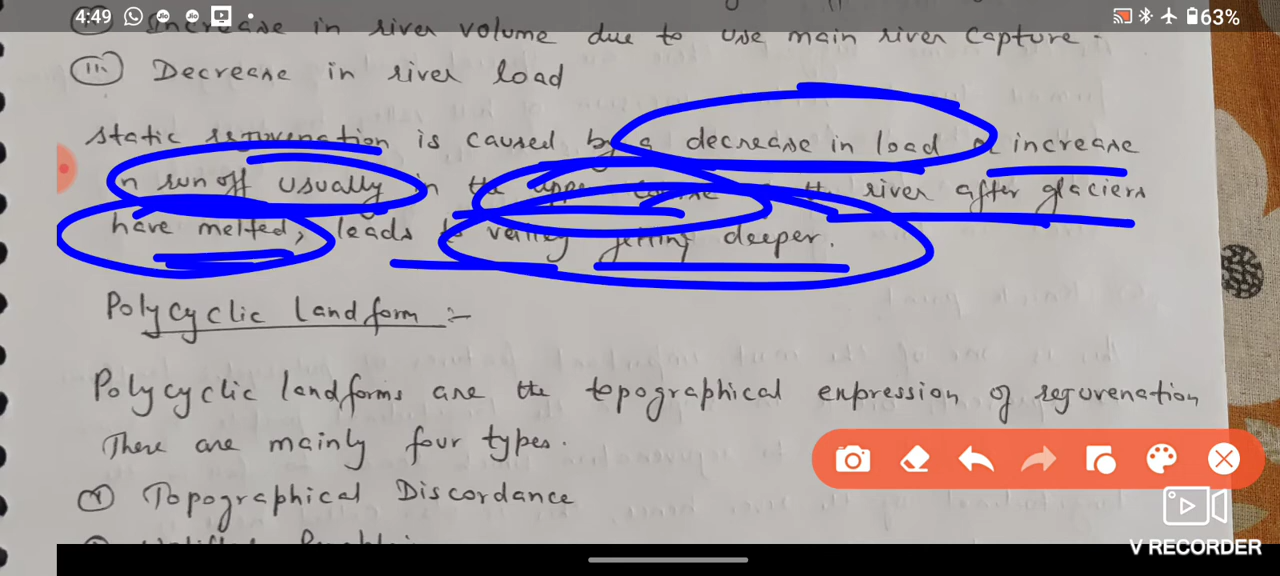 4:49
63%
Increase in river volume due to use main river capture.
(iii) Decrease in river load
static rejuvenation is caused by a decrease in load or increase
in run off usually in the upper course of the river after glaciers
have melted, leads to valley getting deeper.
Polycyclic landform :-
Polycyclic landforms are the topographical expression of rejuvenation
There are mainly four types.
① Topographical Discordance
V RECORDER